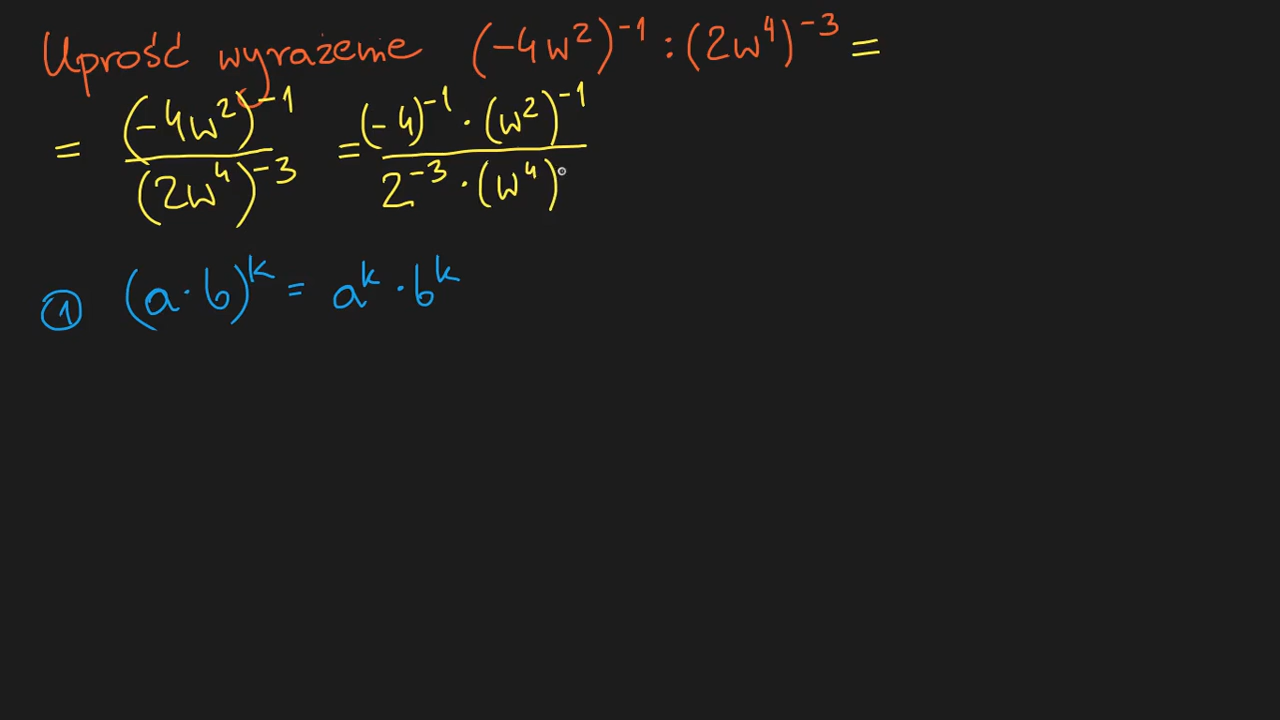 Uprość wyrażenie (-4w²)⁻¹ : (2w⁴)⁻³ =
= (-4w²)⁻¹ / (2w⁴)⁻³ = (-4)⁻¹ · (w²)⁻¹ / 2⁻³ · (w⁴)
① (a · b)ᵏ = aᵏ · bᵏ